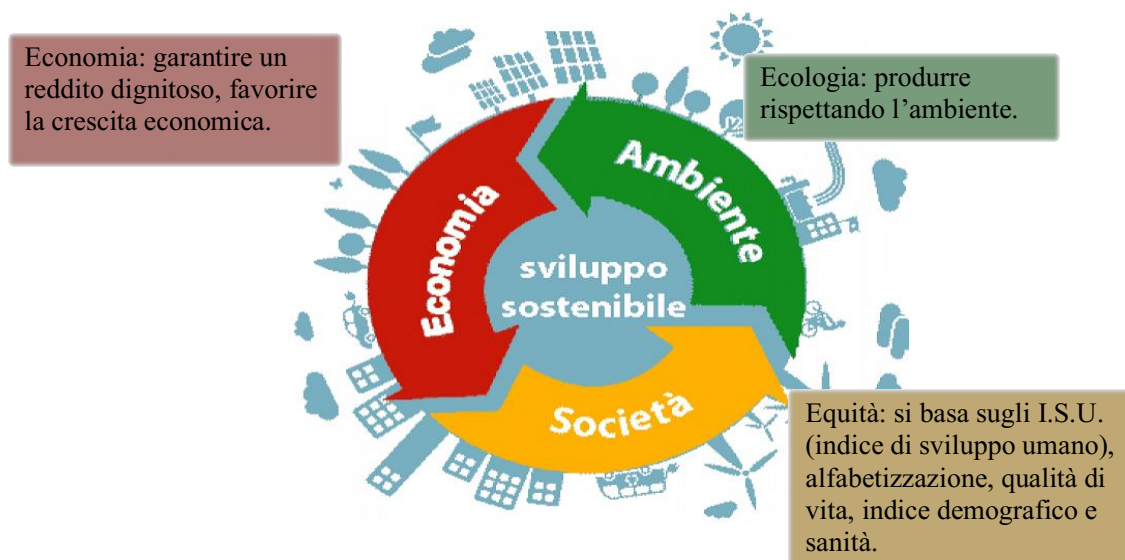 Economia: garantire un
reddito dignitoso, favorire
la crescita economica.
Ecologia: produrre
rispettando l’ambiente.
Ambiente
Economia
sviluppo
sostenibile
Società
Equità: si basa sugli I.S.U.
(indice di sviluppo umano),
alfabetizzazione, qualità di
vita, indice demografico e
sanità.